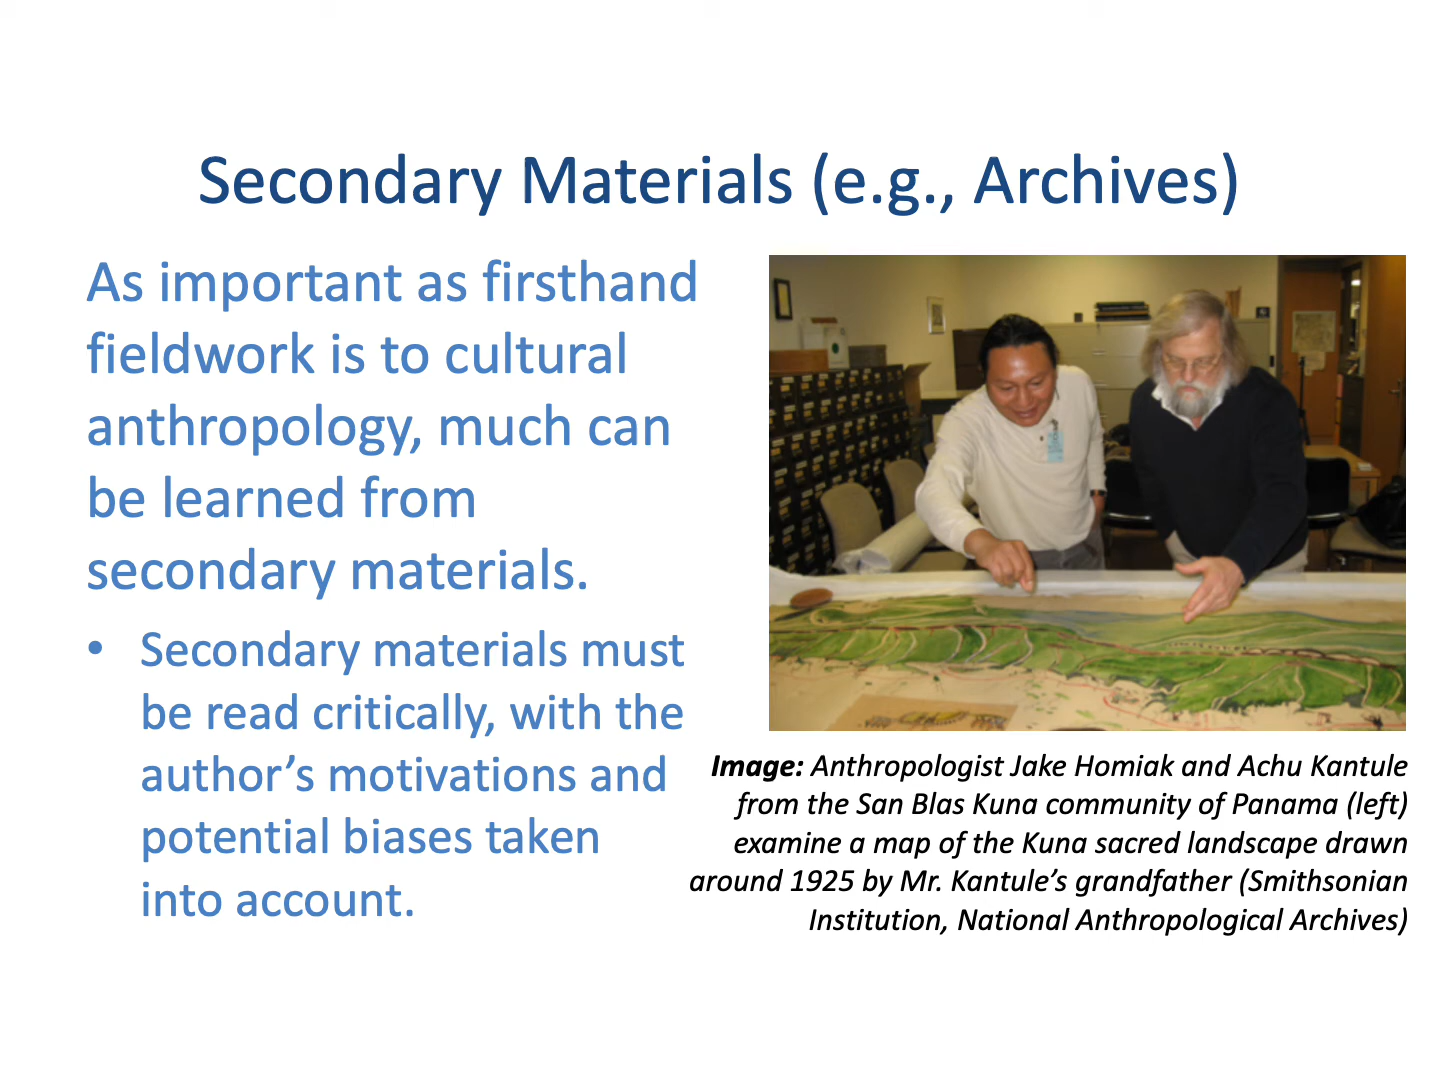 Secondary Materials (e.g., Archives)
As important as firsthand
fieldwork is to cultural
anthropology, much can
be learned from
secondary materials.
• Secondary materials must
be read critically, with the
author’s motivations and
potential biases taken
into account.
Image: Anthropologist Jake Homiak and Achu Kantule
from the San Blas Kuna community of Panama (left)
examine a map of the Kuna sacred landscape drawn
around 1925 by Mr. Kantule’s grandfather (Smithsonian
Institution, National Anthropological Archives)